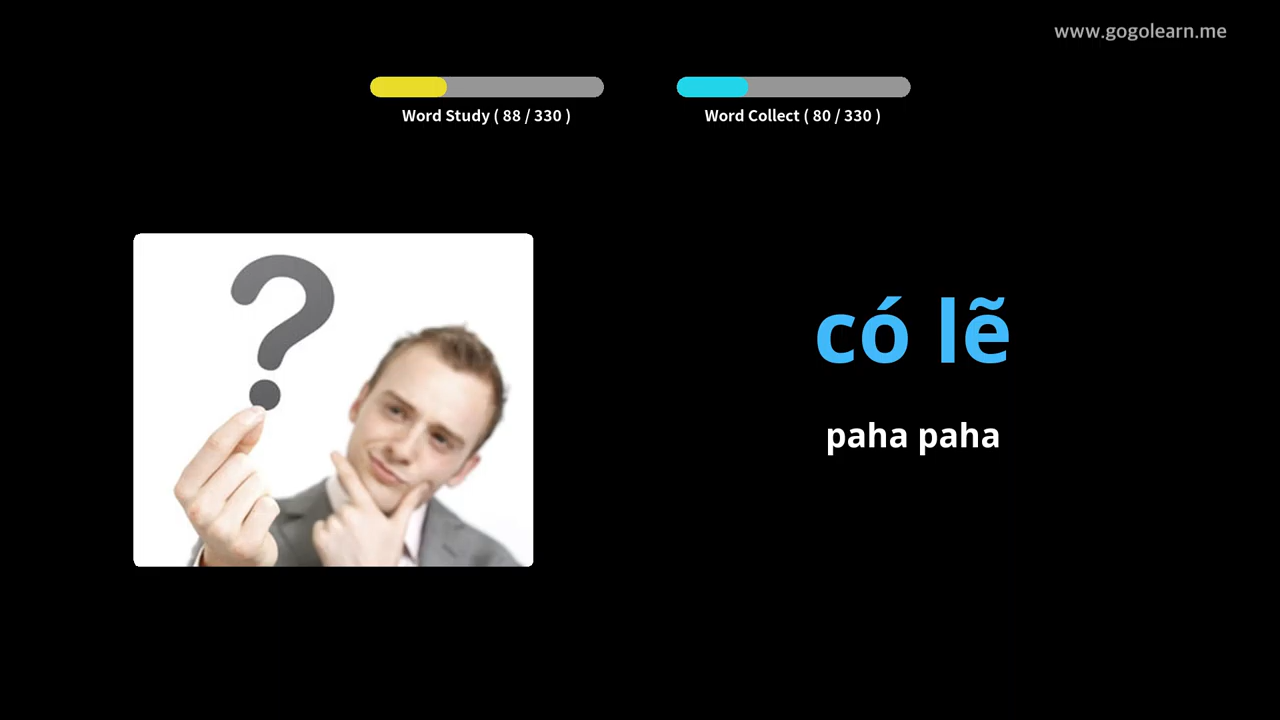 www.gogolearn.me
Word Study ( 88 / 330 )
Word Collect ( 80 / 330 )
có lẽ
paha paha